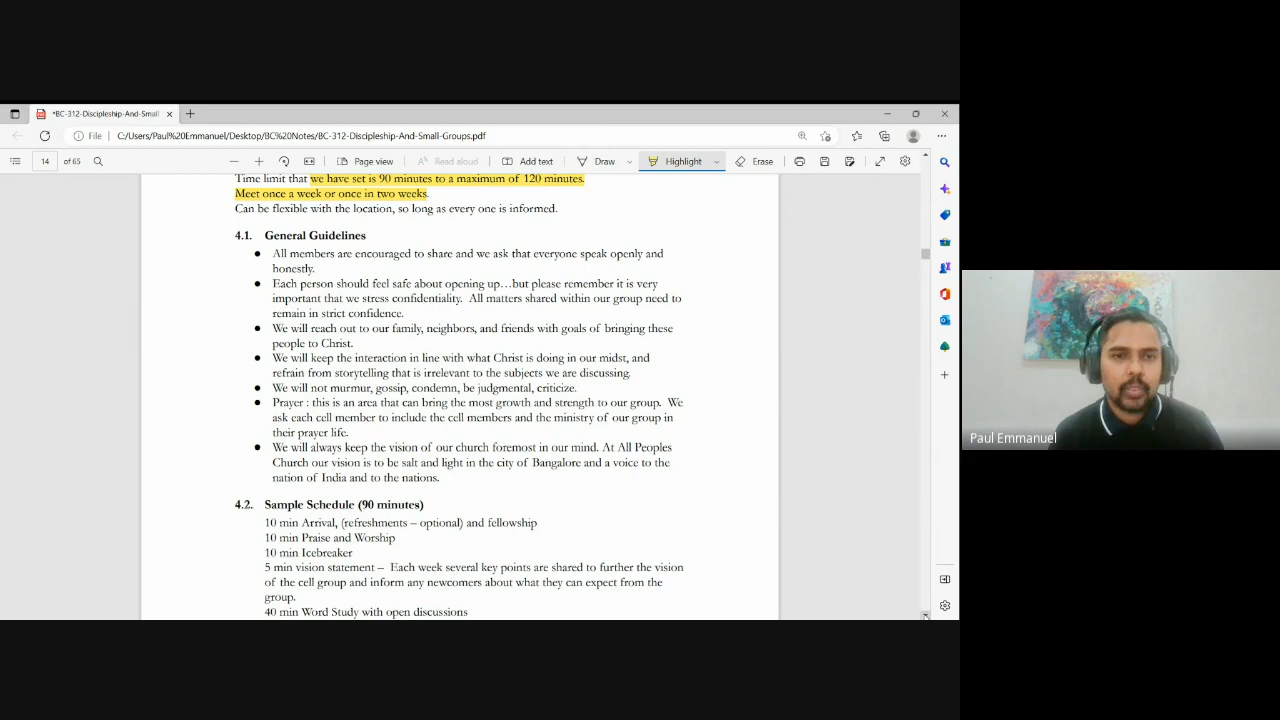 *BC-312-Discipleship-And-Small
File
C:/Users/Paul%20Emmanuel/Desktop/BC%20Notes/BC-312-Discipleship-And-Small-Groups.pdf
14 of 65
Page view
Read aloud
Add text
Draw
Highlight
Erase
Time limit that we have set is 90 minutes to a maximum of 120 minutes.
Meet once a week or once in two weeks.
Can be flexible with the location, so long as every one is informed.
4.1. General Guidelines
● All members are encouraged to share and we ask that everyone speak openly and
honestly.
● Each person should feel safe about opening up…but please remember it is very
important that we stress confidentiality. All matters shared within our group need to
remain in strict confidence.
● We will reach out to our family, neighbors, and friends with goals of bringing these
people to Christ.
● We will keep the interaction in line with what Christ is doing in our midst, and
refrain from storytelling that is irrelevant to the subjects we are discussing.
● We will not murmur, gossip, condemn, be judgmental, criticize.
● Prayer : this is an area that can bring the most growth and strength to our group. We
ask each cell member to include the cell members and the ministry of our group in
their prayer life.
● We will always keep the vision of our church foremost in our mind. At All Peoples
Church our vision is to be salt and light in the city of Bangalore and a voice to the
nation of India and to the nations.
4.2. Sample Schedule (90 minutes)
10 min Arrival, (refreshments – optional) and fellowship
10 min Praise and Worship
10 min Icebreaker
5 min vision statement – Each week several key points are shared to further the vision
of the cell group and inform any newcomers about what they can expect from the
group.
40 min Word Study with open discussions
Paul Emmanuel